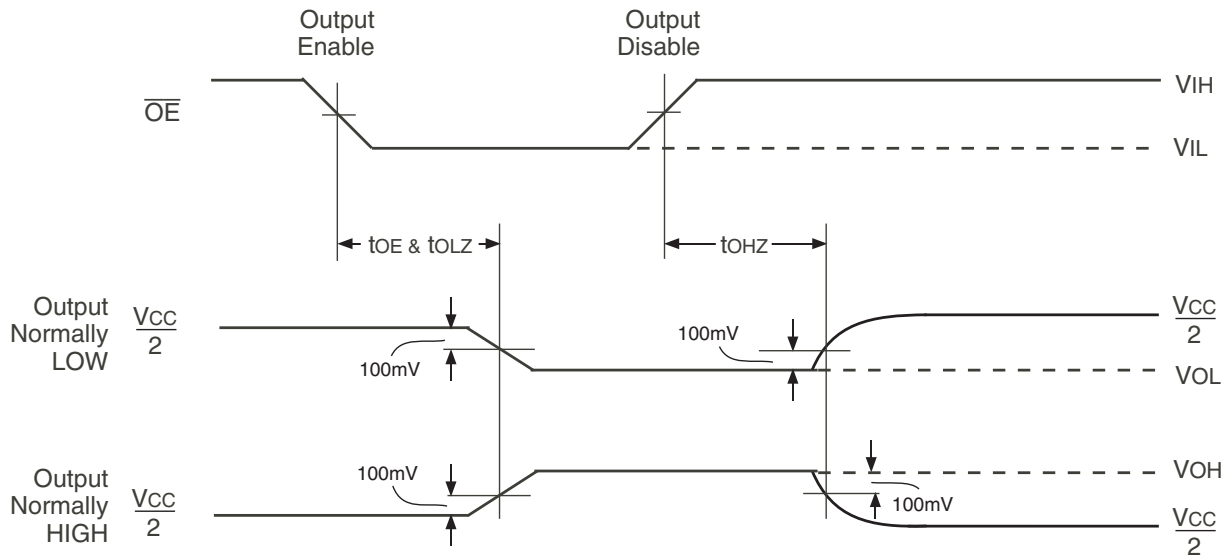 Output
Enable
Output
Disable
OE
VIH
VIL
tOE & tOLZ
tOHZ
Output
Normally
LOW
VCC
2
100mV
100mV
VCC
2
VOL
Output
Normally
HIGH
VCC
2
100mV
VOH
100mV
VCC
2